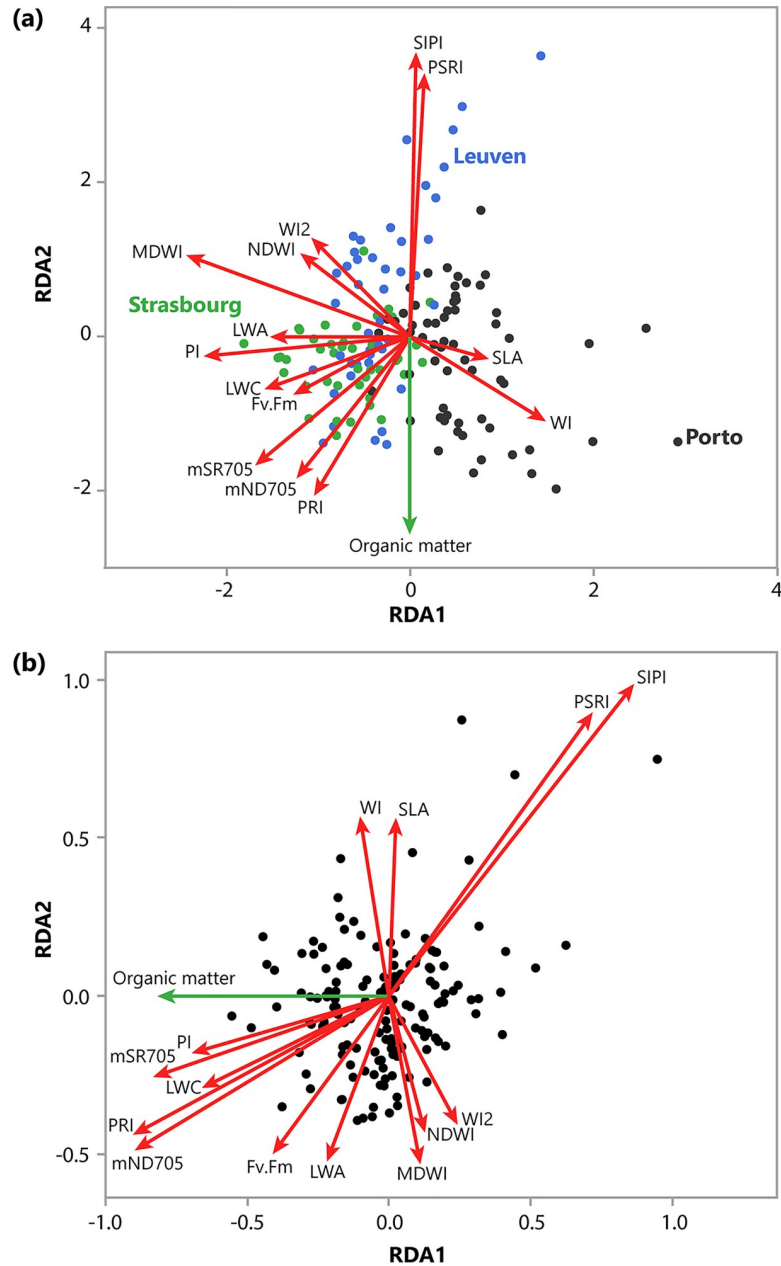 (a)
4
SIPI
PSRI
Leuven
2
WI2
NDWI
MDWI
RDA2
Strasbourg
LWA
0
PI
SLA
LWC
Fv.Fm
WI
Porto
mSR705
mND705
-2
PRI
Organic matter
-2
0
2
4
RDA1
(b)
1.0
SIPI
PSRI
WI
SLA
0.5
RDA2
Organic matter
0.0
PI
mSR705
LWC
PRI
WI2
NDWI
mND705
Fv.Fm
LWA
MDWI
-0.5
-1.0
-0.5
0.0
0.5
1.0
RDA1